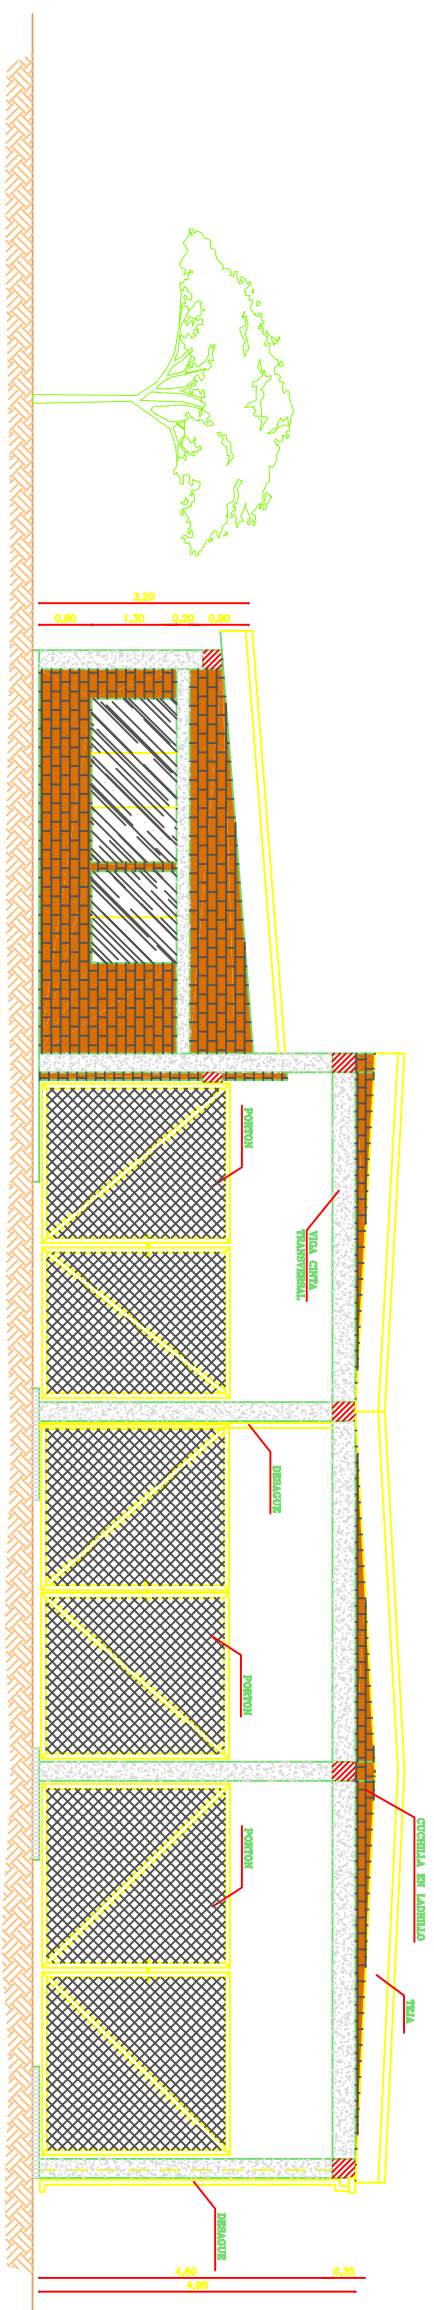 3,20
0,80
1,30
0,20
0,90
PORTON
VIGA CINTA
TRANSVERSAL
DESAGUE
PORTON
PORTON
CUCHILLA EN LADRILLO
TEJA
DESAGUE
4,60
0,35
4,95